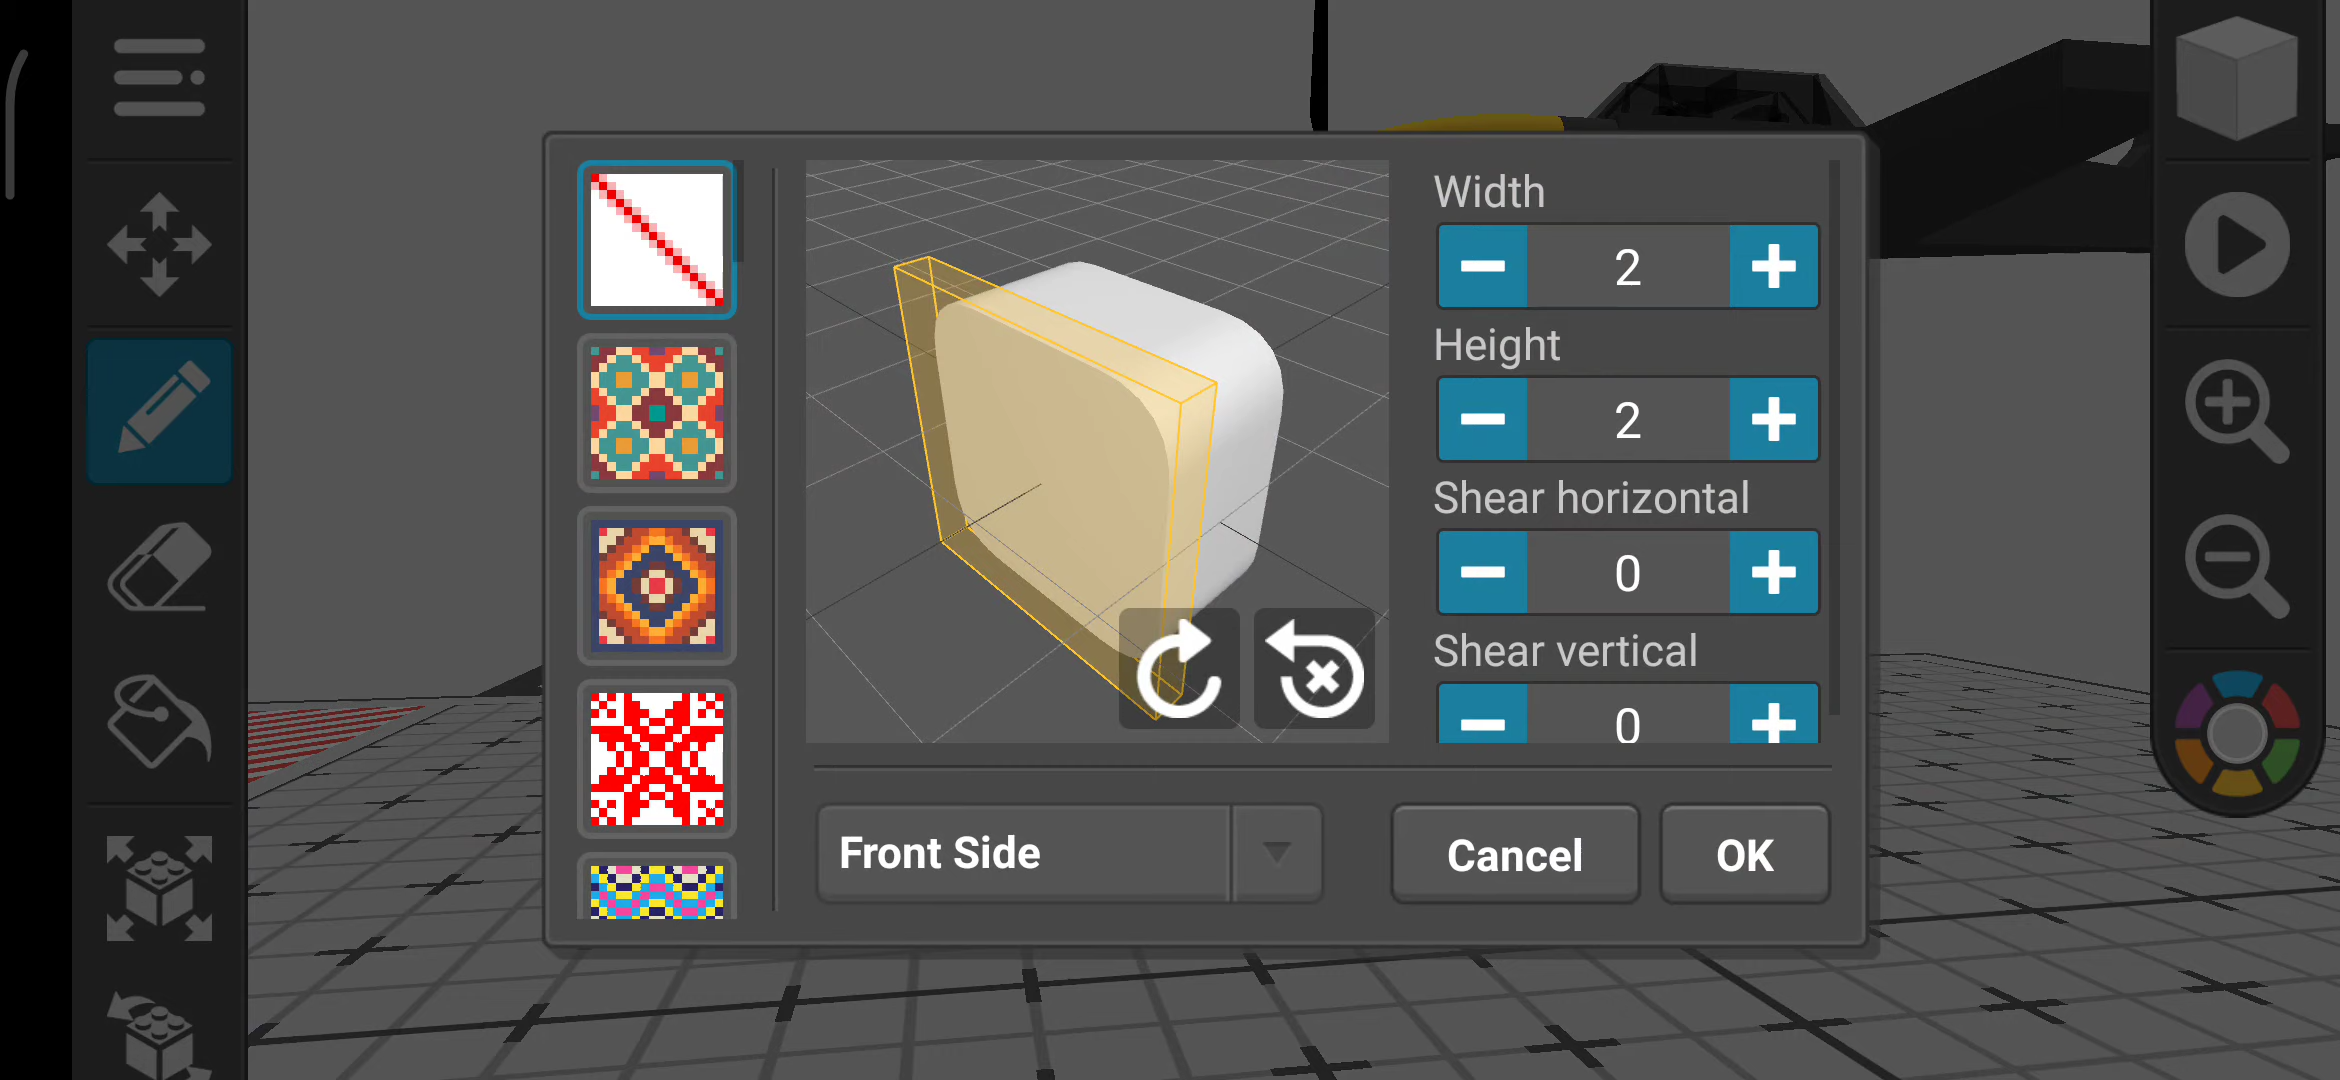 Width
2
Height
2
Shear horizontal
0
Shear vertical
0
Front Side
Cancel
OK